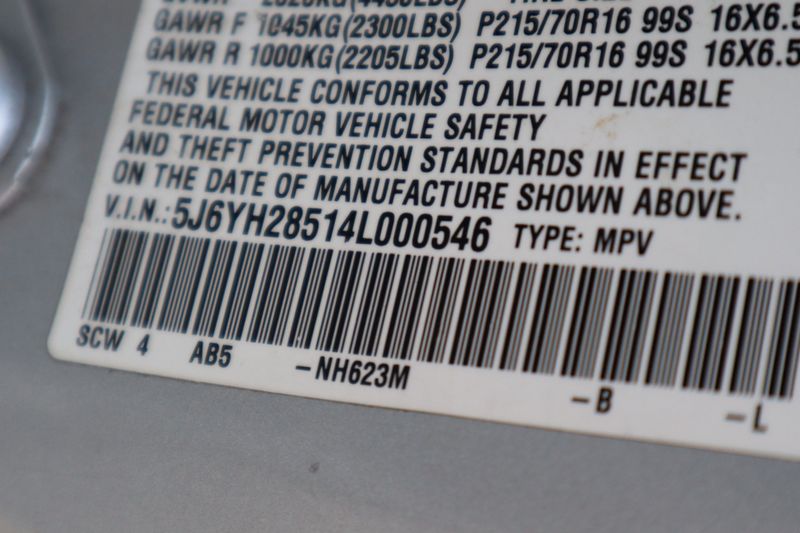 GAWR F 1045KG(2300LBS) P215/70R16 99S 16X6.5
GAWR R 1000KG(2205LBS) P215/70R16 99S 16X6.5
THIS VEHICLE CONFORMS TO ALL APPLICABLE
FEDERAL MOTOR VEHICLE SAFETY
AND THEFT PREVENTION STANDARDS IN EFFECT
ON THE DATE OF MANUFACTURE SHOWN ABOVE.
V.I.N.: 5J6YH28514L000546 TYPE: MPV
SCW 4 AB5 -NH623M -B -L